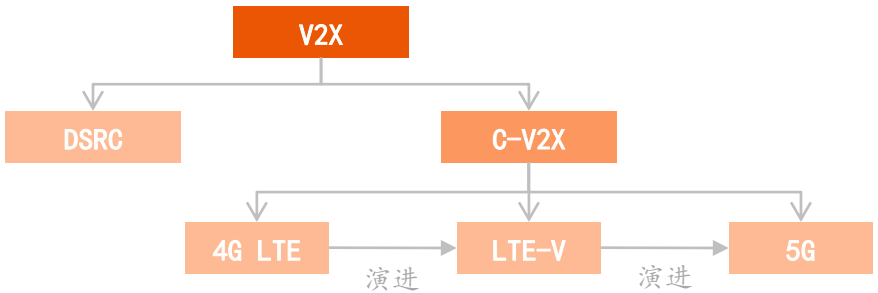 V2X
DSRC
C-V2X
4G LTE
LTE-V
5G
演进
演进